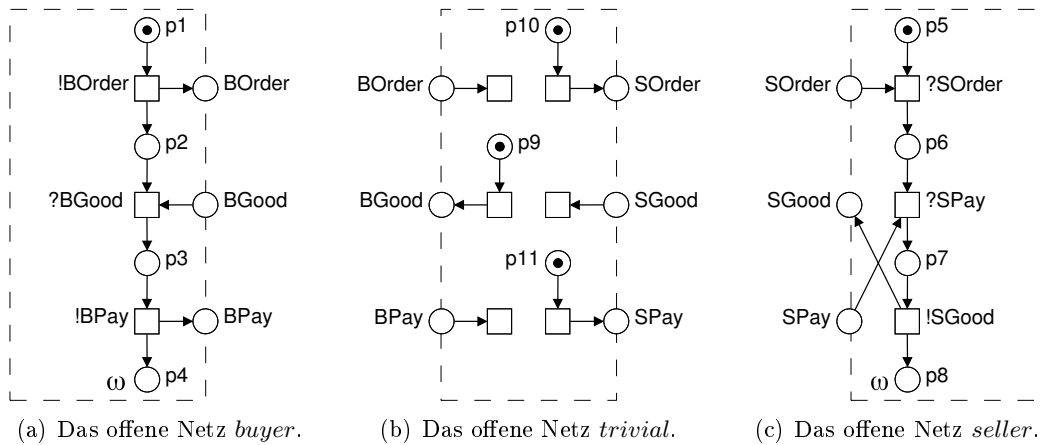 p1 p10 p5
!BOrder BOrder BOrder SOrder SOrder ?SOrder
p2 p9 p6
?BGood BGood BGood SGood SGood ?SPay
p3 p11 p7
!BPay BPay BPay SPay SPay !SGood
ω p4 ω p8
(a) Das offene Netz buyer. (b) Das offene Netz trivial. (c) Das offene Netz seller.